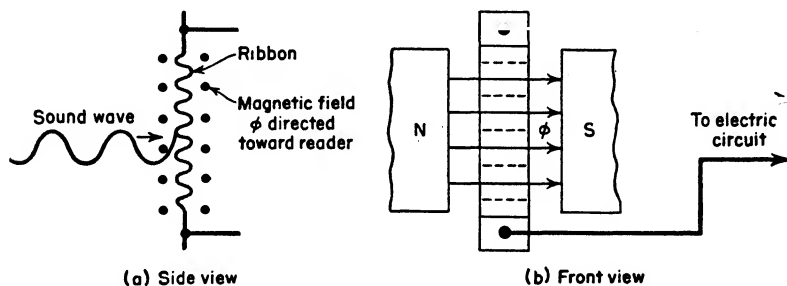 Ribbon
Sound wave
Magnetic field
ϕ directed
toward reader
(a) Side view
N
ϕ
S
To electric
circuit
(b) Front view